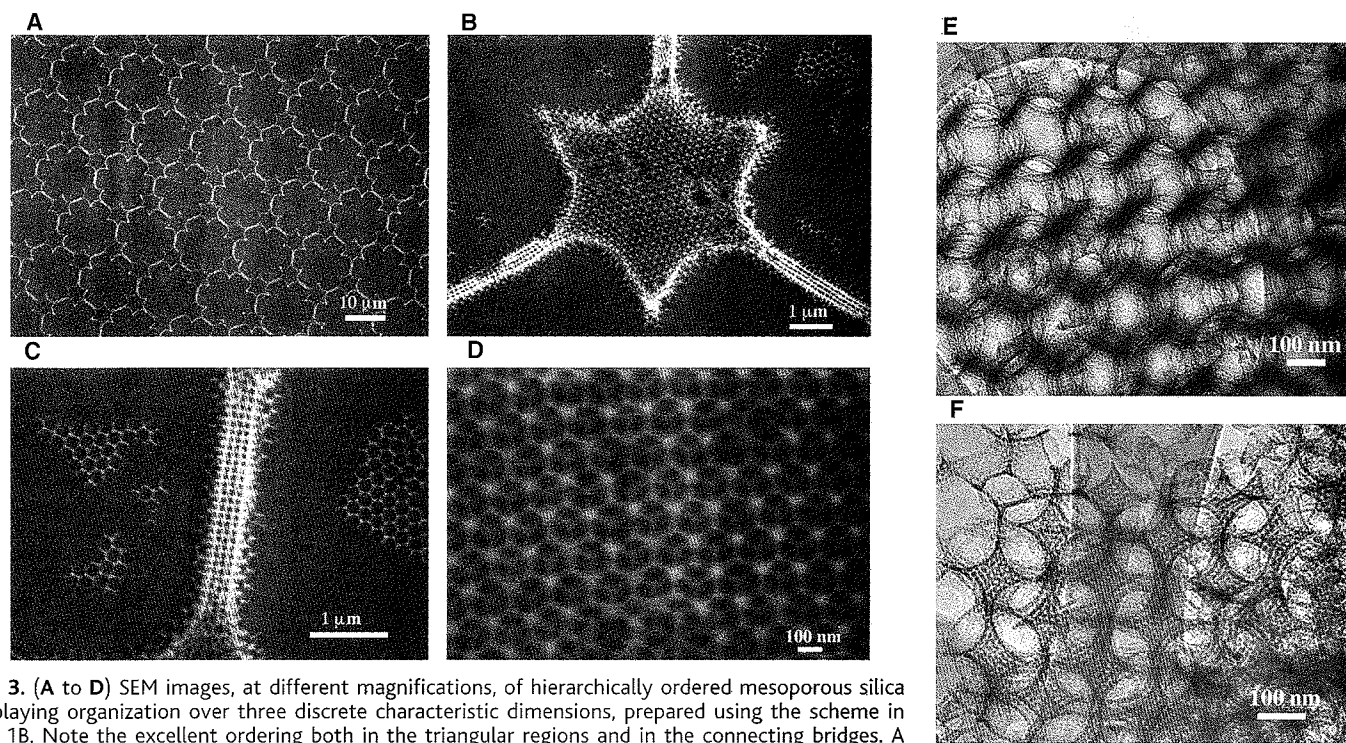 A
B
E
10 µm
1 µm
100 nm
C
D
F
1 µm
100 nm
100 nm
3. (A to D) SEM images, at different magnifications, of hierarchically ordered mesoporous silica
playing organization over three discrete characteristic dimensions, prepared using the scheme in
1B. Note the excellent ordering both in the triangular regions and in the connecting bridges. A